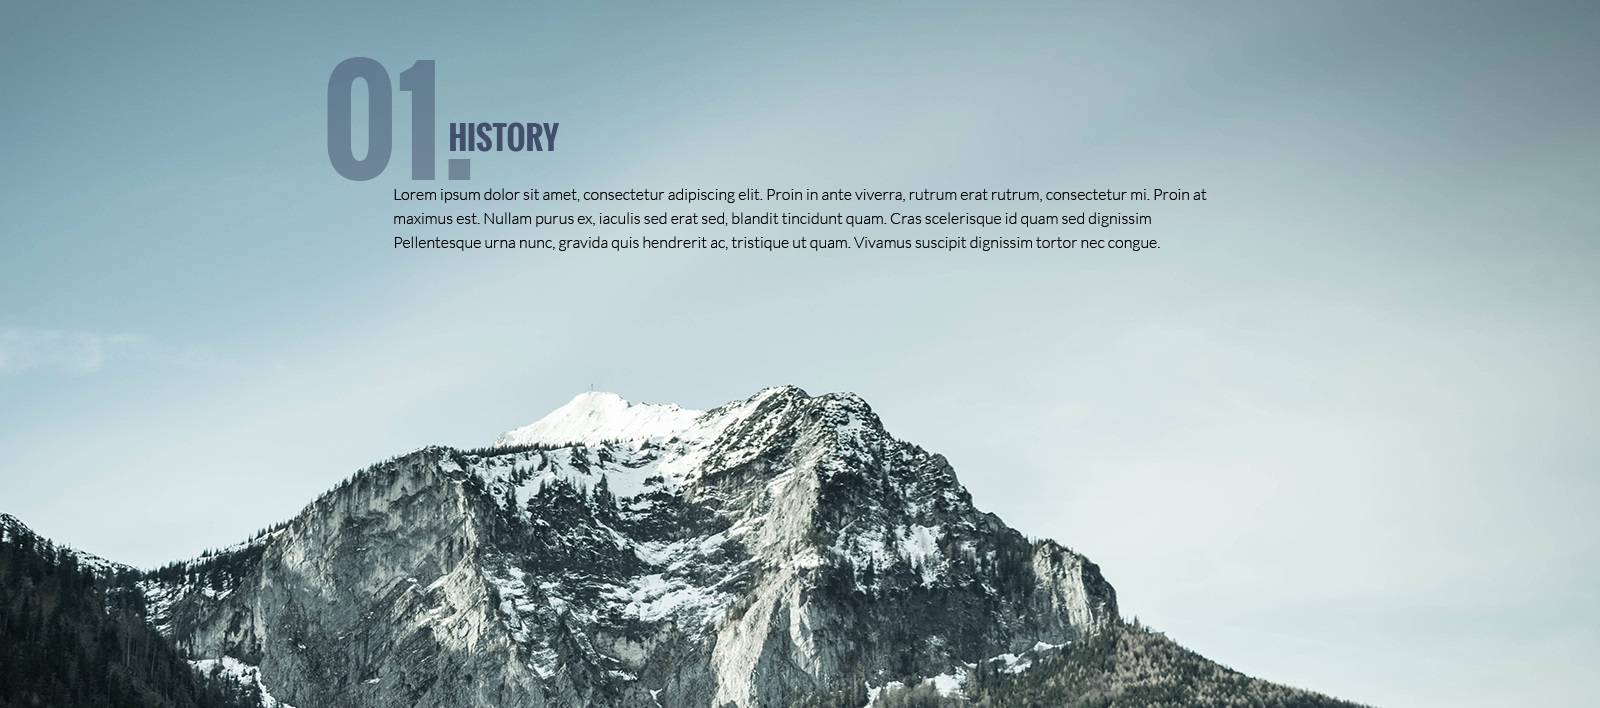 01.
HISTORY
Lorem ipsum dolor sit amet, consectetur adipiscing elit. Proin in ante viverra, rutrum erat rutrum, consectetur mi. Proin at
maximus est. Nullam purus ex, iaculis sed erat sed, blandit tincidunt quam. Cras scelerisque id quam sed dignissim
Pellentesque urna nunc, gravida quis hendrerit ac, tristique ut quam. Vivamus suscipit dignissim tortor nec congue.